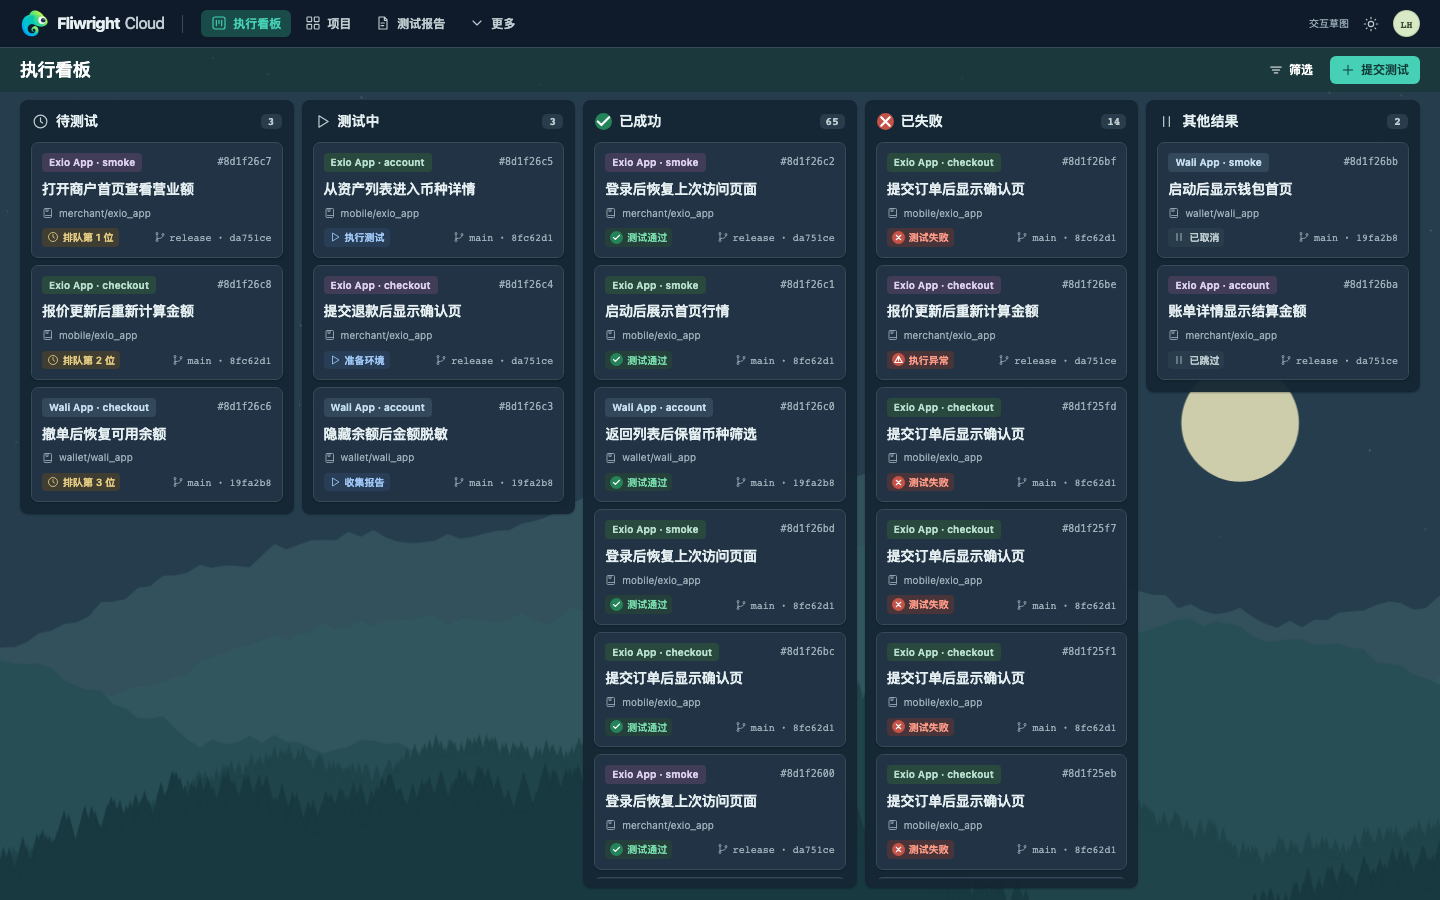 Fliwright Cloud
执行看板
项目
测试报告
更多
交互草图
LH
执行看板
筛选
提交测试
待测试
3
Exio App · smoke
#8d1f26c7
打开商户首页查看营业额
merchant/exio_app
排队第 1 位
release · da751ce
Exio App · checkout
#8d1f26c8
报价更新后重新计算金额
mobile/exio_app
排队第 2 位
main · 8fc62d1
Wali App · checkout
#8d1f26c6
撤单后恢复可用余额
wallet/wali_app
排队第 3 位
main · 19fa2b8
测试中
3
Exio App · account
#8d1f26c5
从资产列表进入币种详情
mobile/exio_app
执行测试
main · 8fc62d1
Exio App · checkout
#8d1f26c4
提交退款后显示确认页
merchant/exio_app
准备环境
release · da751ce
Wali App · account
#8d1f26c3
隐藏余额后金额脱敏
wallet/wali_app
收集报告
main · 19fa2b8
已成功
65
Exio App · smoke
#8d1f26c2
登录后恢复上次访问页面
merchant/exio_app
测试通过
release · da751ce
Exio App · smoke
#8d1f26c1
启动后展示首页行情
mobile/exio_app
测试通过
main · 8fc62d1
Wali App · account
#8d1f26c0
返回列表后保留币种筛选
wallet/wali_app
测试通过
main · 19fa2b8
Exio App · smoke
#8d1f26bd
登录后恢复上次访问页面
mobile/exio_app
测试通过
main · 8fc62d1
Exio App · checkout
#8d1f26bc
提交订单后显示确认页
mobile/exio_app
测试通过
main · 8fc62d1
Exio App · smoke
#8d1f2600
登录后恢复上次访问页面
merchant/exio_app
测试通过
release · da751ce
已失败
14
Exio App · checkout
#8d1f26bf
提交订单后显示确认页
mobile/exio_app
测试失败
main · 8fc62d1
Exio App · checkout
#8d1f26be
报价更新后重新计算金额
merchant/exio_app
执行异常
release · da751ce
Exio App · checkout
#8d1f25fd
提交订单后显示确认页
mobile/exio_app
测试失败
main · 8fc62d1
Exio App · checkout
#8d1f25f7
提交订单后显示确认页
mobile/exio_app
测试失败
main · 8fc62d1
Exio App · checkout
#8d1f25f1
提交订单后显示确认页
mobile/exio_app
测试失败
main · 8fc62d1
Exio App · checkout
#8d1f25eb
提交订单后显示确认页
mobile/exio_app
测试失败
main · 8fc62d1
其他结果
2
Wali App · smoke
#8d1f26bb
启动后显示钱包首页
wallet/wali_app
已取消
main · 19fa2b8
Exio App · account
#8d1f26ba
账单详情显示结算金额
merchant/exio_app
已跳过
release · da751ce